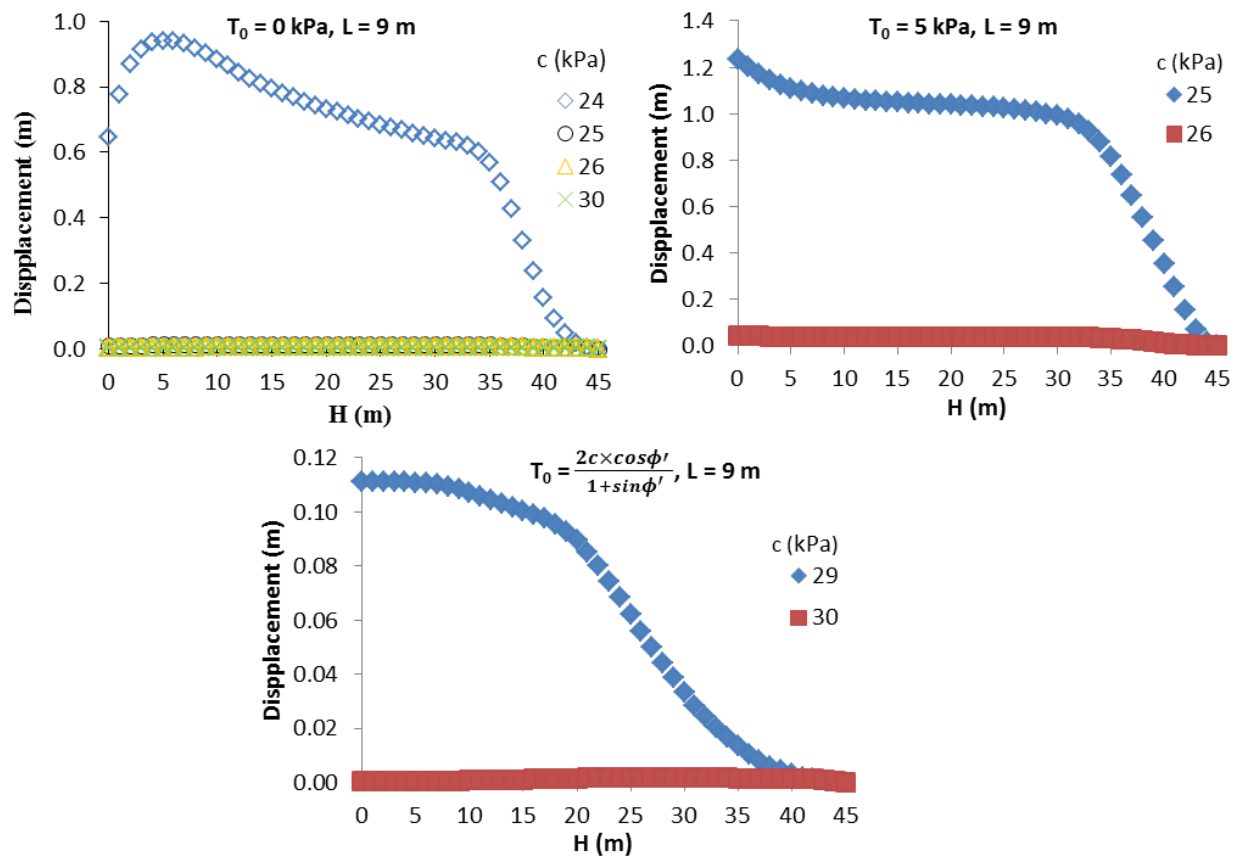 T₀ = 0 kPa, L = 9 m
Dispplacement (m)
1.0
0.8
0.6
0.4
0.2
0.0
c (kPa)
24
25
26
30
0 5 10 15 20 25 30 35 40 45
H (m)
T₀ = 5 kPa, L = 9 m
Dispplacement (m)
1.4
1.2
1.0
0.8
0.6
0.4
0.2
0.0
c (kPa)
25
26
0 5 10 15 20 25 30 35 40 45
H (m)
T₀ = 2c×cosϕ′/1+sinϕ′, L = 9 m
Dispplacement (m)
0.12
0.10
0.08
0.06
0.04
0.02
0.00
c (kPa)
29
30
0 5 10 15 20 25 30 35 40 45
H (m)